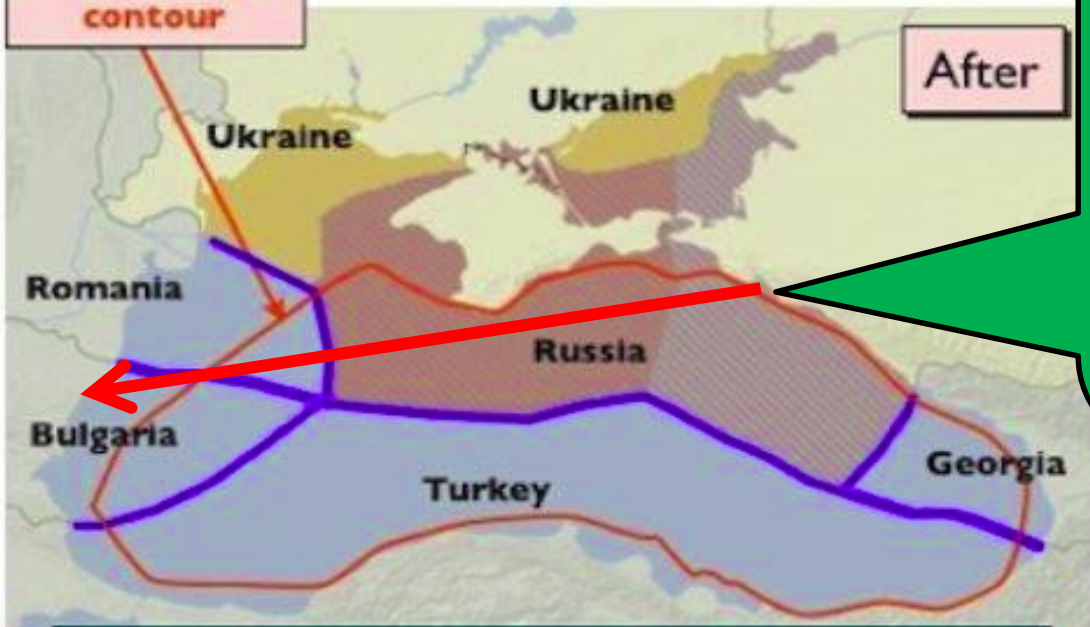 contour
After
Ukraine
Ukraine
Romania
Russia
Bulgaria
Georgia
Turkey